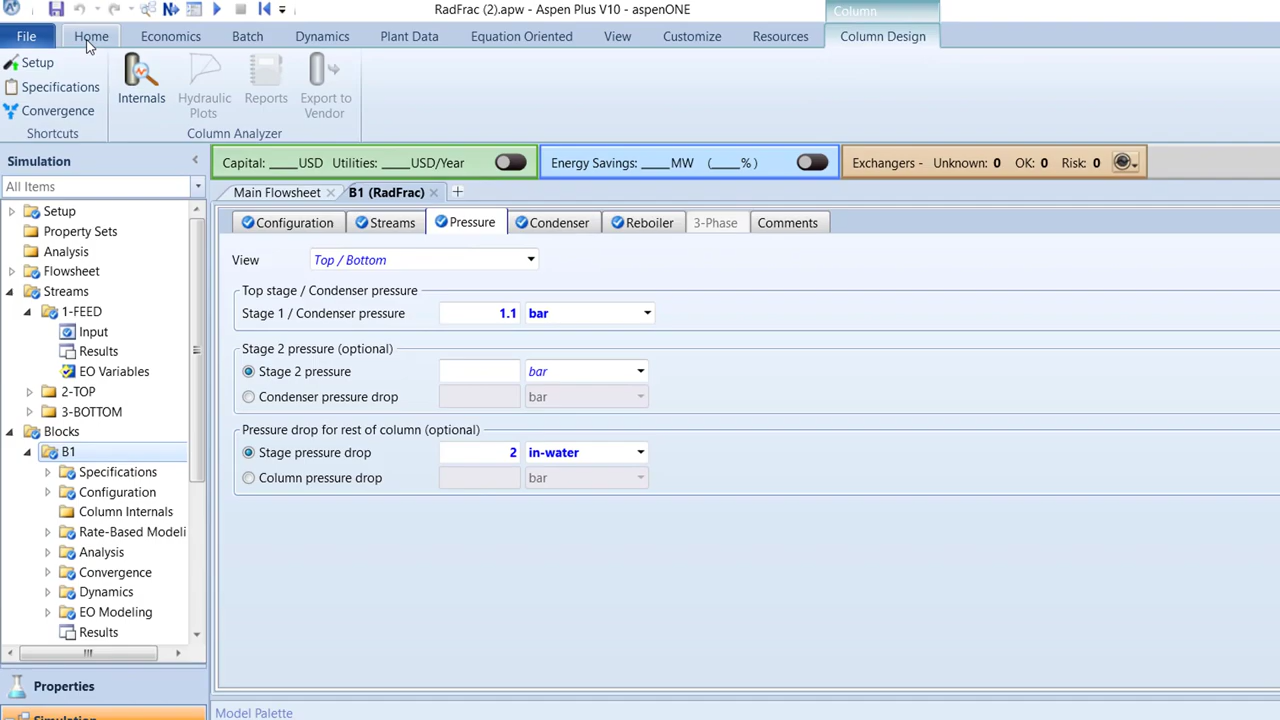 RadFrac (2).apw - Aspen Plus V10 - aspenONE
Column
File Home Economics Batch Dynamics Plant Data Equation Oriented View Customize Resources Column Design
Setup
Specifications
Convergence
Shortcuts
Internals
Hydraulic Plots
Reports
Export to Vendor
Column Analyzer
Capital: _____USD Utilities: _____USD/Year
Energy Savings: _____MW (_____%)
Exchangers - Unknown: 0 OK: 0 Risk: 0
Simulation
All Items
Main Flowsheet B1 (RadFrac)
Setup
Property Sets
Analysis
Flowsheet
Streams
1-FEED
Input
Results
EO Variables
2-TOP
3-BOTTOM
Blocks
B1
Specifications
Configuration
Column Internals
Rate-Based Modeli
Analysis
Convergence
Dynamics
EO Modeling
Results
Properties
Simulation
Configuration Streams Pressure Condenser Reboiler 3-Phase Comments
View Top / Bottom
Top stage / Condenser pressure
Stage 1 / Condenser pressure 1.1 bar
Stage 2 pressure (optional)
Stage 2 pressure bar
Condenser pressure drop bar
Pressure drop for rest of column (optional)
Stage pressure drop 2 in-water
Column pressure drop bar
Model Palette